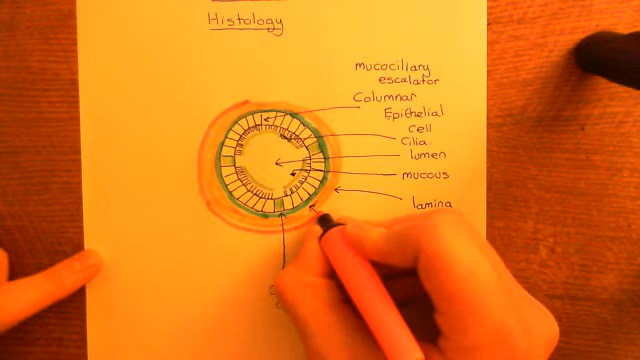 Histology
mucociliary
escalator
Columnar
Epithelial
Cell
Cilia.
lumen
mucous
lamina